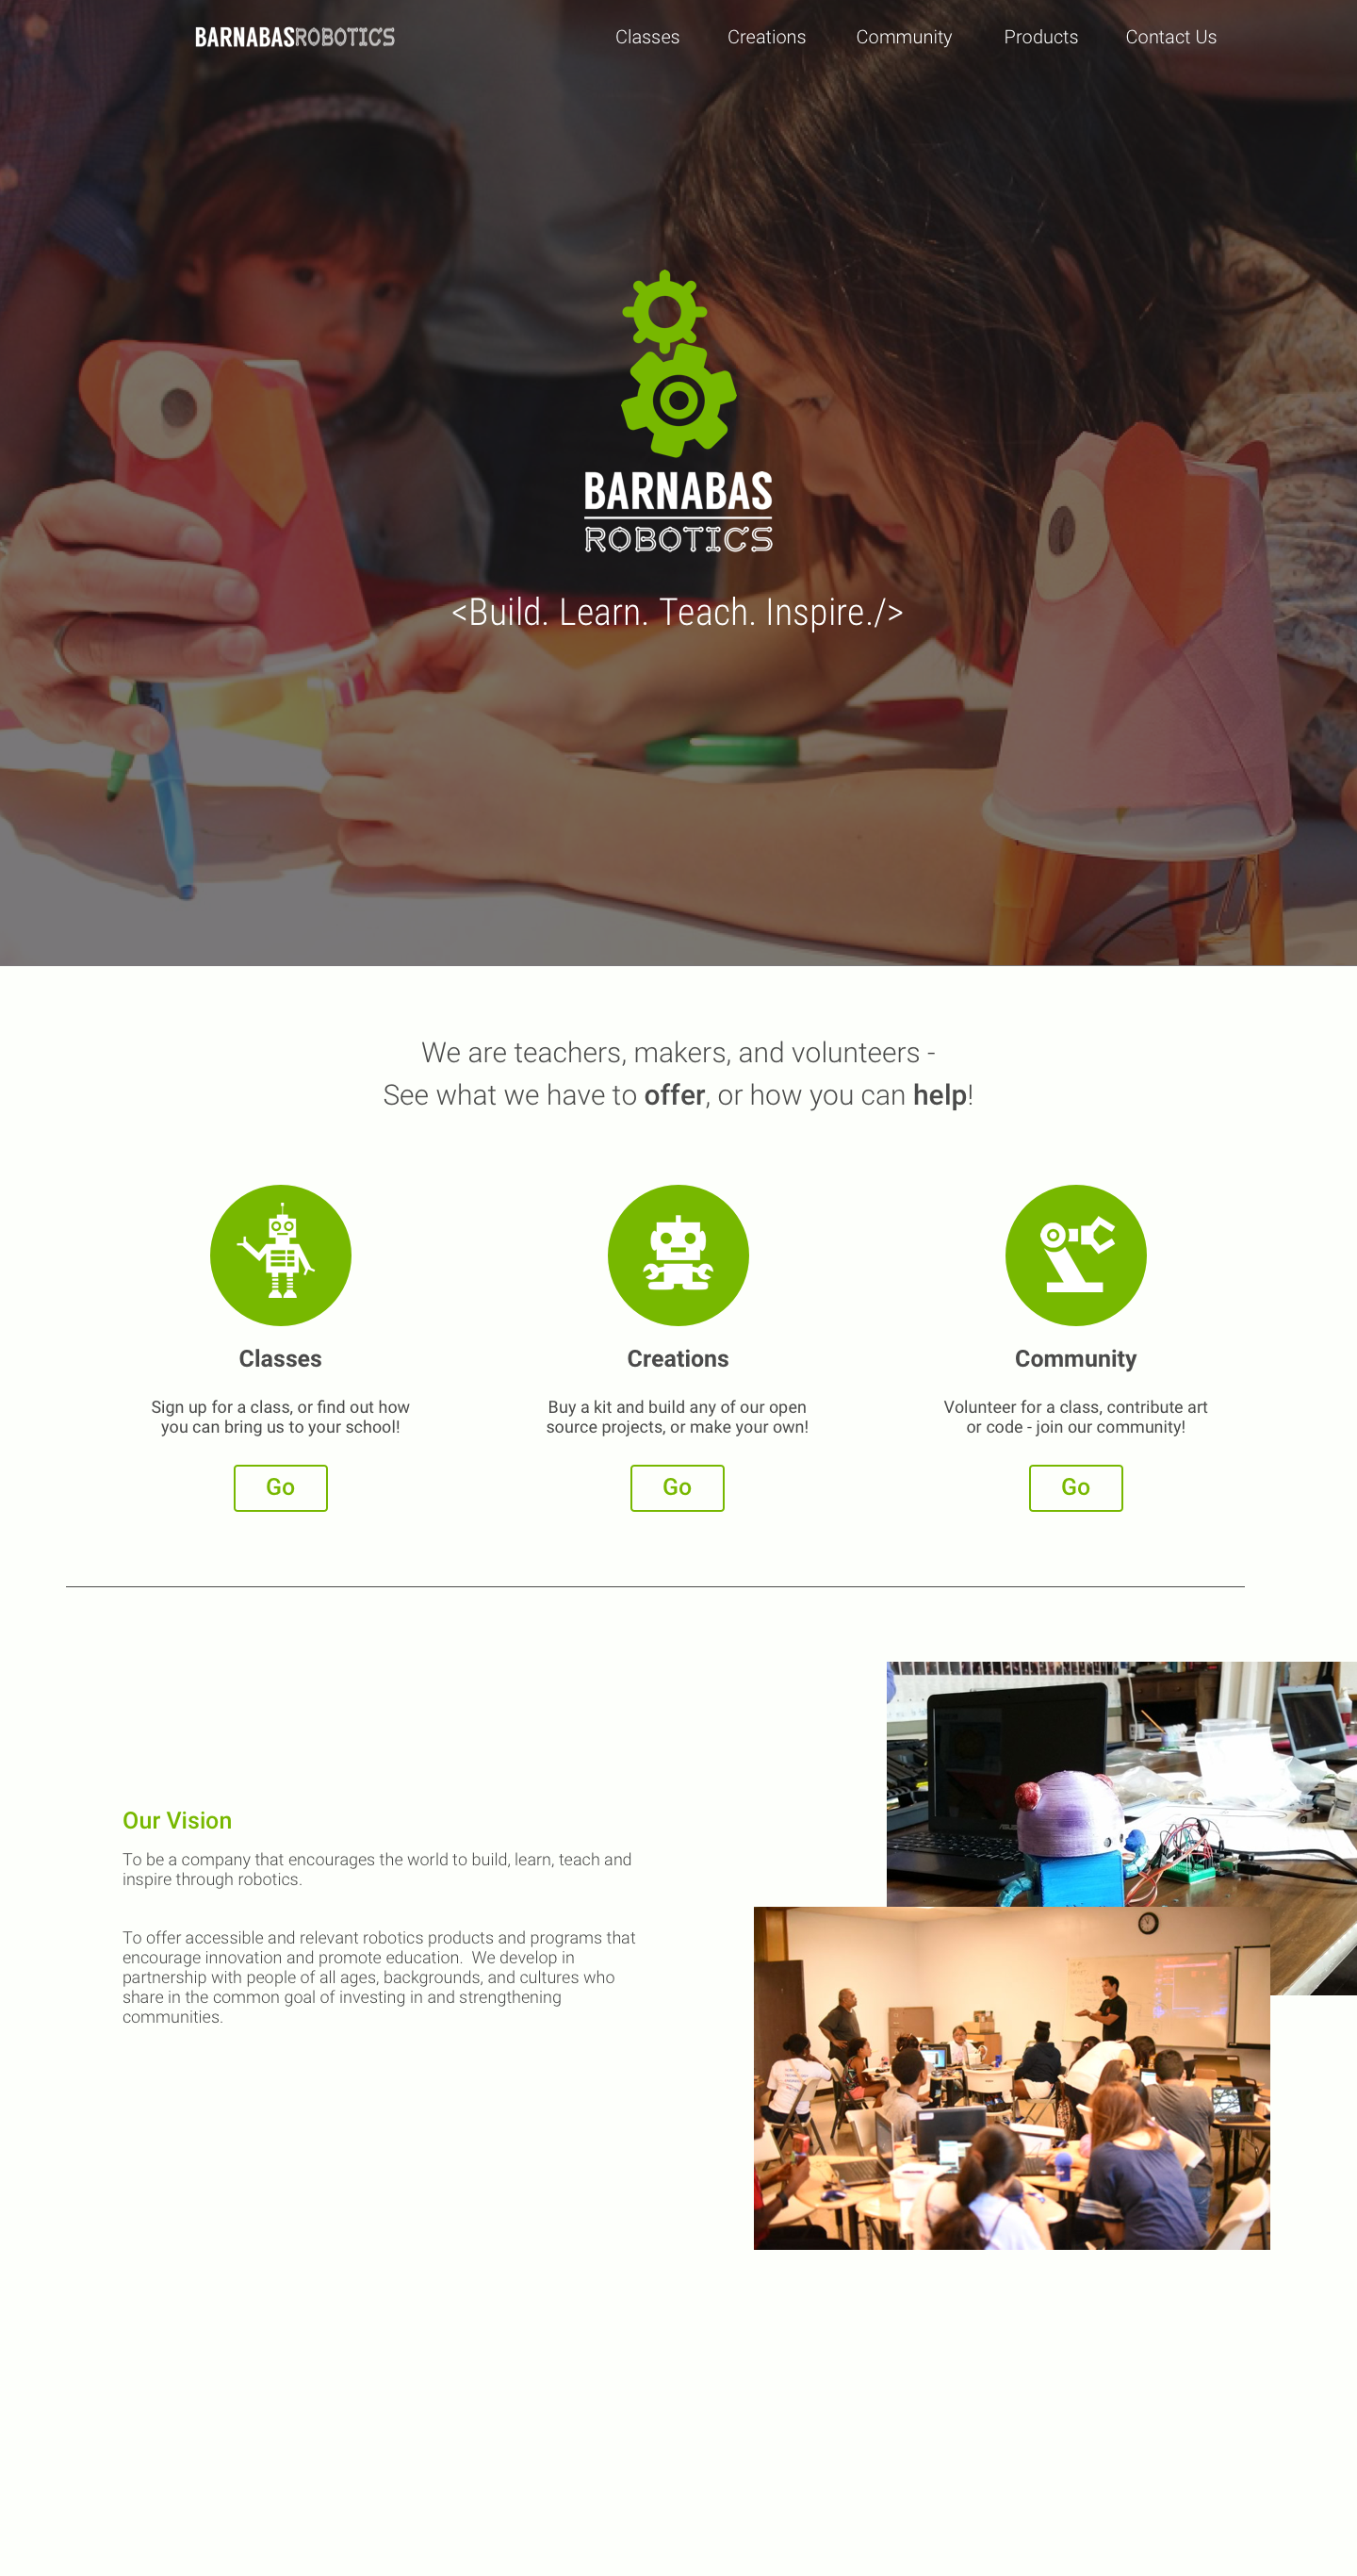 BARNABASROBOTICS
Classes Creations Community Products Contact Us
BARNABAS
ROBOTICS
<Build. Learn. Teach. Inspire./>
We are teachers, makers, and volunteers -
See what we have to offer, or how you can help!
Classes
Sign up for a class, or find out how
you can bring us to your school!
Go
Creations
Buy a kit and build any of our open
source projects, or make your own!
Go
Community
Volunteer for a class, contribute art
or code - join our community!
Go
Our Vision
To be a company that encourages the world to build, learn, teach and
inspire through robotics.
To offer accessible and relevant robotics products and programs that
encourage innovation and promote education.  We develop in
partnership with people of all ages, backgrounds, and cultures who
share in the common goal of investing in and strengthening
communities.